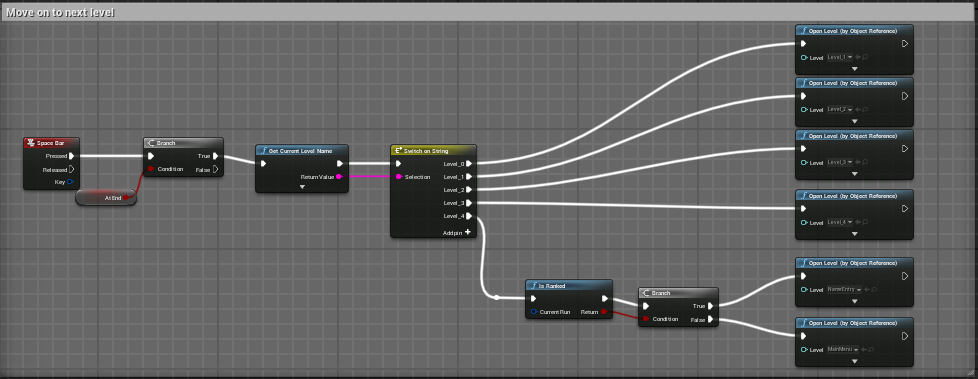 Move on to next level
Space Bar
Pressed
Released
Key
At End
Branch
True
Condition
False
Get Current Level Name
Return Value
Switch on String
Level_0
Selection
Level_1
Level_2
Level_3
Level_4
Add pin
Is Ranked
Current Run
Return
Branch
True
Condition
False
Open Level (by Object Reference)
Level
Level_1
Open Level (by Object Reference)
Level
Level_2
Open Level (by Object Reference)
Level
Level_3
Open Level (by Object Reference)
Level
Level_4
Open Level (by Object Reference)
Level
NameEntry
Open Level (by Object Reference)
Level
MainMenu